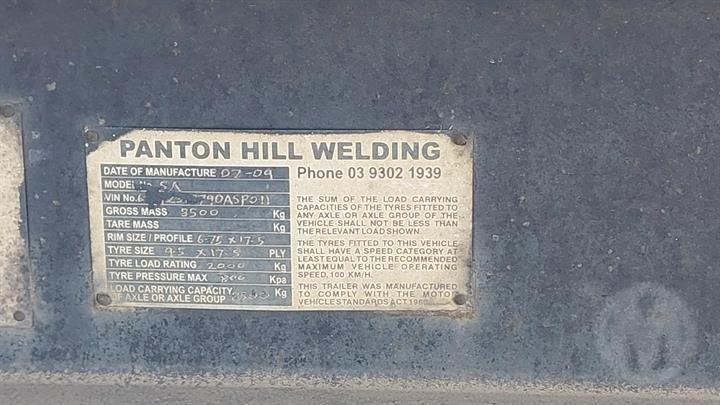 PANTON HILL WELDING
DATE OF MANUFACTURE 07-09
Phone 03 9302 1939
MODEL No. SA
VIN No.
GROSS MASS 3500 Kg
TARE MASS Kg
RIM SIZE / PROFILE 6-75 X 17.5
TYRE SIZE 9.5 X 17.5 PLY
TYRE LOAD RATING 2000 Kg
TYRE PRESSURE MAX Kpa
LOAD CARRYING CAPACITY
OF AXLE OR AXLE GROUP Kg
THE SUM OF THE LOAD CARRYING
CAPACITIES OF THE TYRES FITTED TO
ANY AXLE OR AXLE GROUP OF THE
VEHICLE SHALL NOT BE LESS THAN
THE RELEVANT LOAD SHOWN.
THE TYRES FITTED TO THIS VEHICLE
SHALL HAVE A SPEED CATEGORY AT
LEAST EQUAL TO THE RECOMMENDED
MAXIMUM VEHICLE OPERATING
SPEED, 100 KM/H.
THIS TRAILER WAS MANUFACTURED
TO COMPLY WITH THE MOTOR
VEHICLE STANDARDS ACT